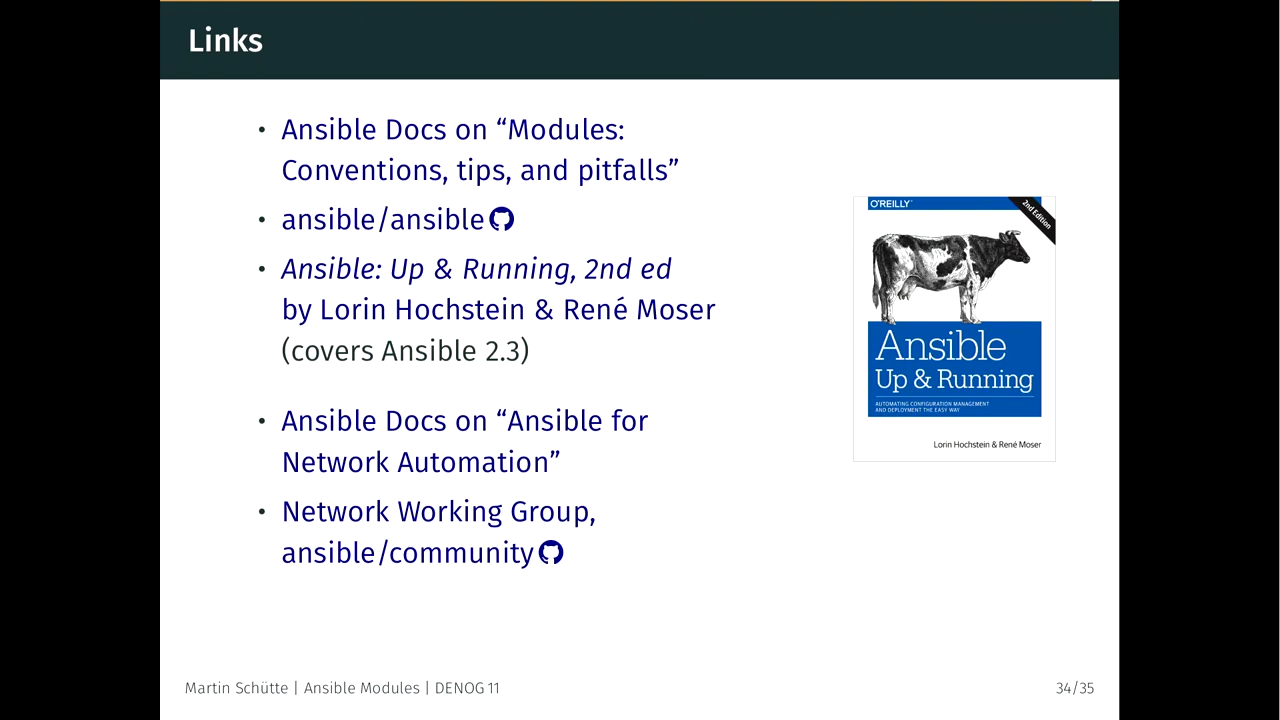 Links
• Ansible Docs on “Modules:
Conventions, tips, and pitfalls”
• ansible/ansible
• Ansible: Up & Running, 2nd ed
by Lorin Hochstein & René Moser
(covers Ansible 2.3)
• Ansible Docs on “Ansible for
Network Automation”
• Network Working Group,
ansible/community
O'REILLY
2nd Edition
Ansible
Up & Running
AUTOMATING CONFIGURATION MANAGEMENT
AND DEPLOYMENT THE EASY WAY
Lorin Hochstein & René Moser
Martin Schütte | Ansible Modules | DENOG 11
34/35